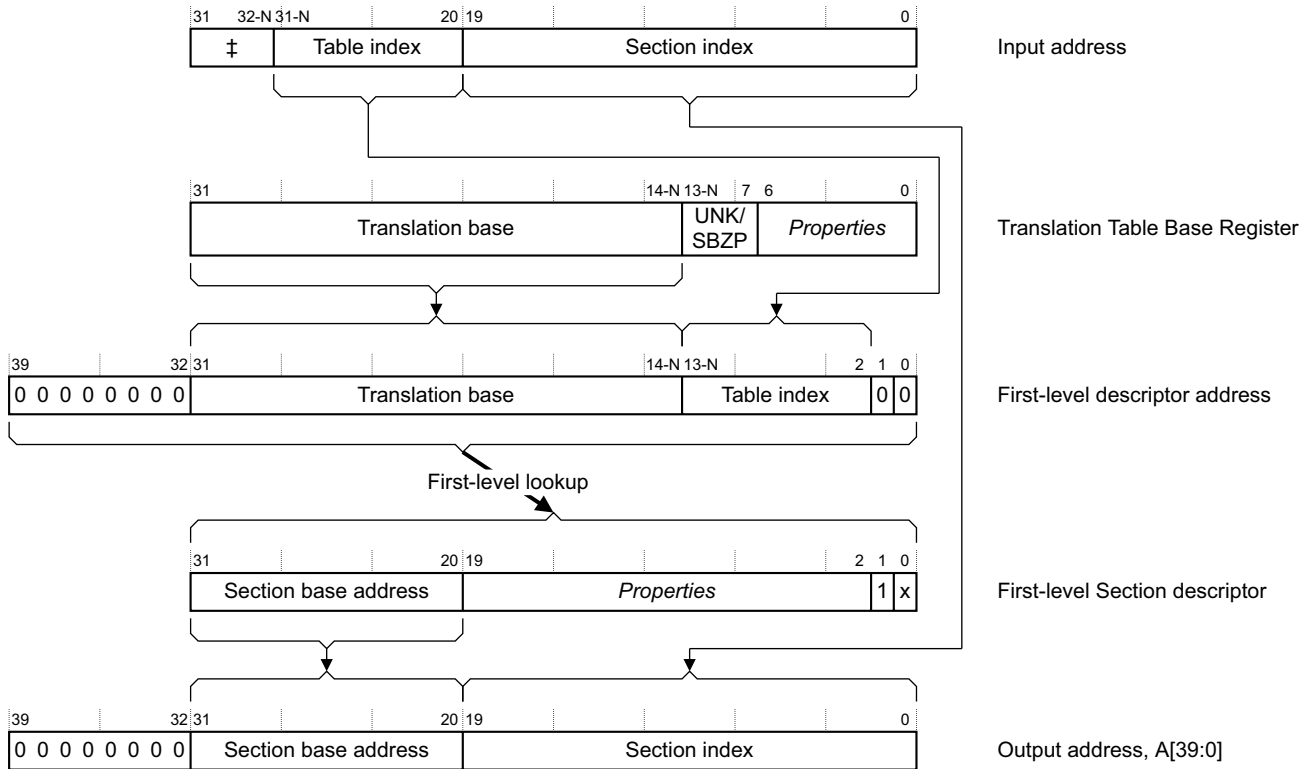 31 32-N 31-N 20 19 0
‡ Table index Section index Input address
31 14-N 13-N 7 6 0
Translation base UNK/ SBZP Properties Translation Table Base Register
39 32 31 14-N 13-N 2 1 0
0 0 0 0 0 0 0 0 Translation base Table index 0 0 First-level descriptor address
First-level lookup
31 20 19 2 1 0
Section base address Properties 1 x First-level Section descriptor
39 32 31 20 19 0
0 0 0 0 0 0 0 0 Section base address Section index Output address, A[39:0]